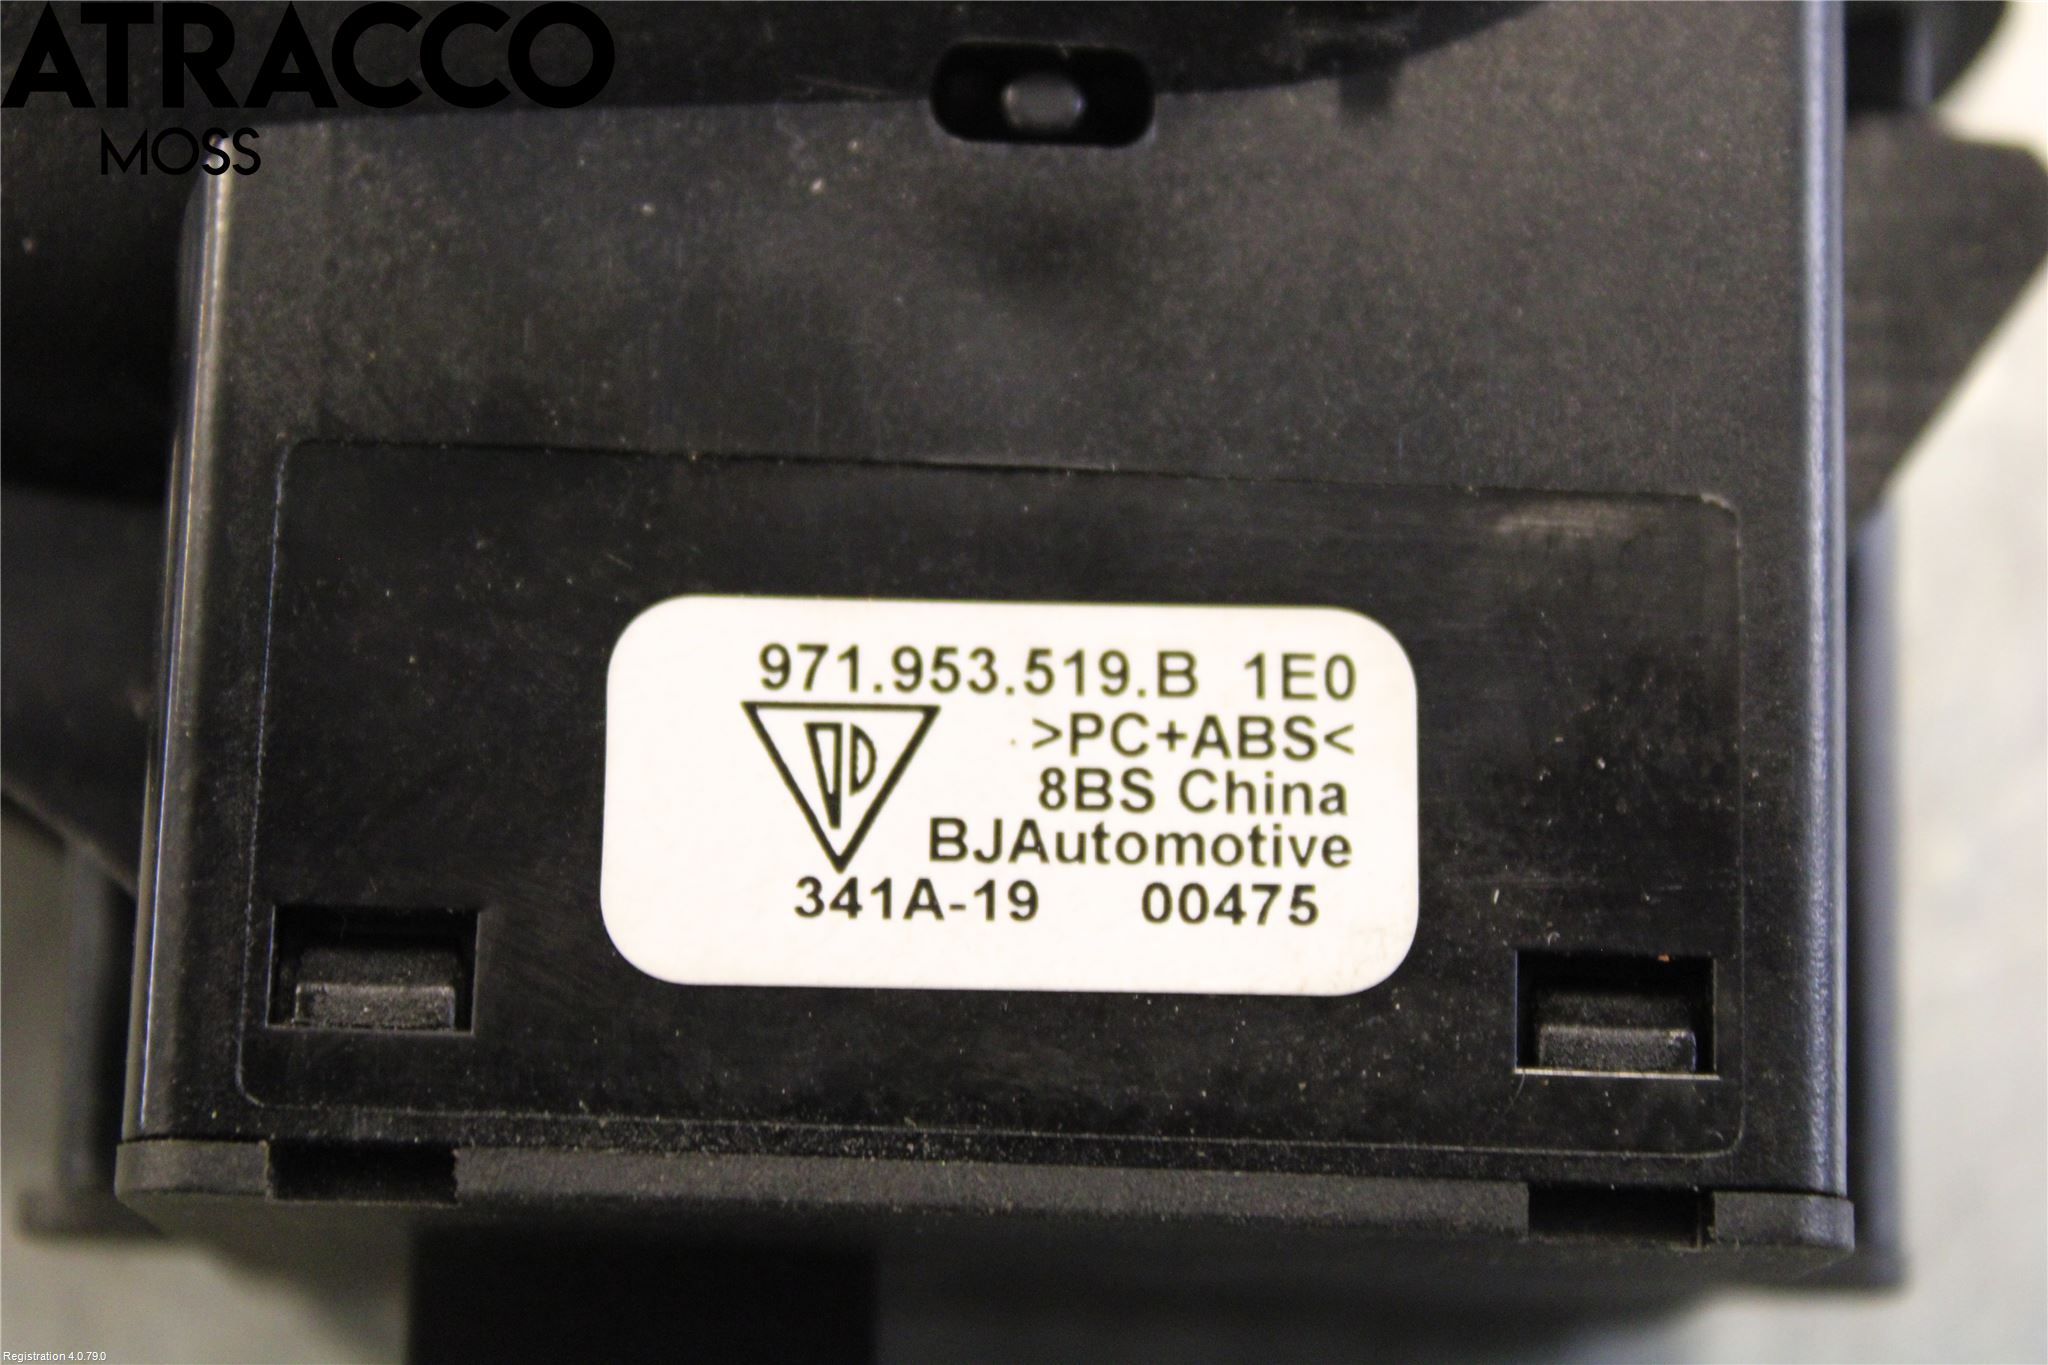 ATRACCO
MOSS
971.953.519.B 1E0
>PC+ABS<
8BS China
BJAutomotive
341A-19 00475
Registration 4.0.79.0